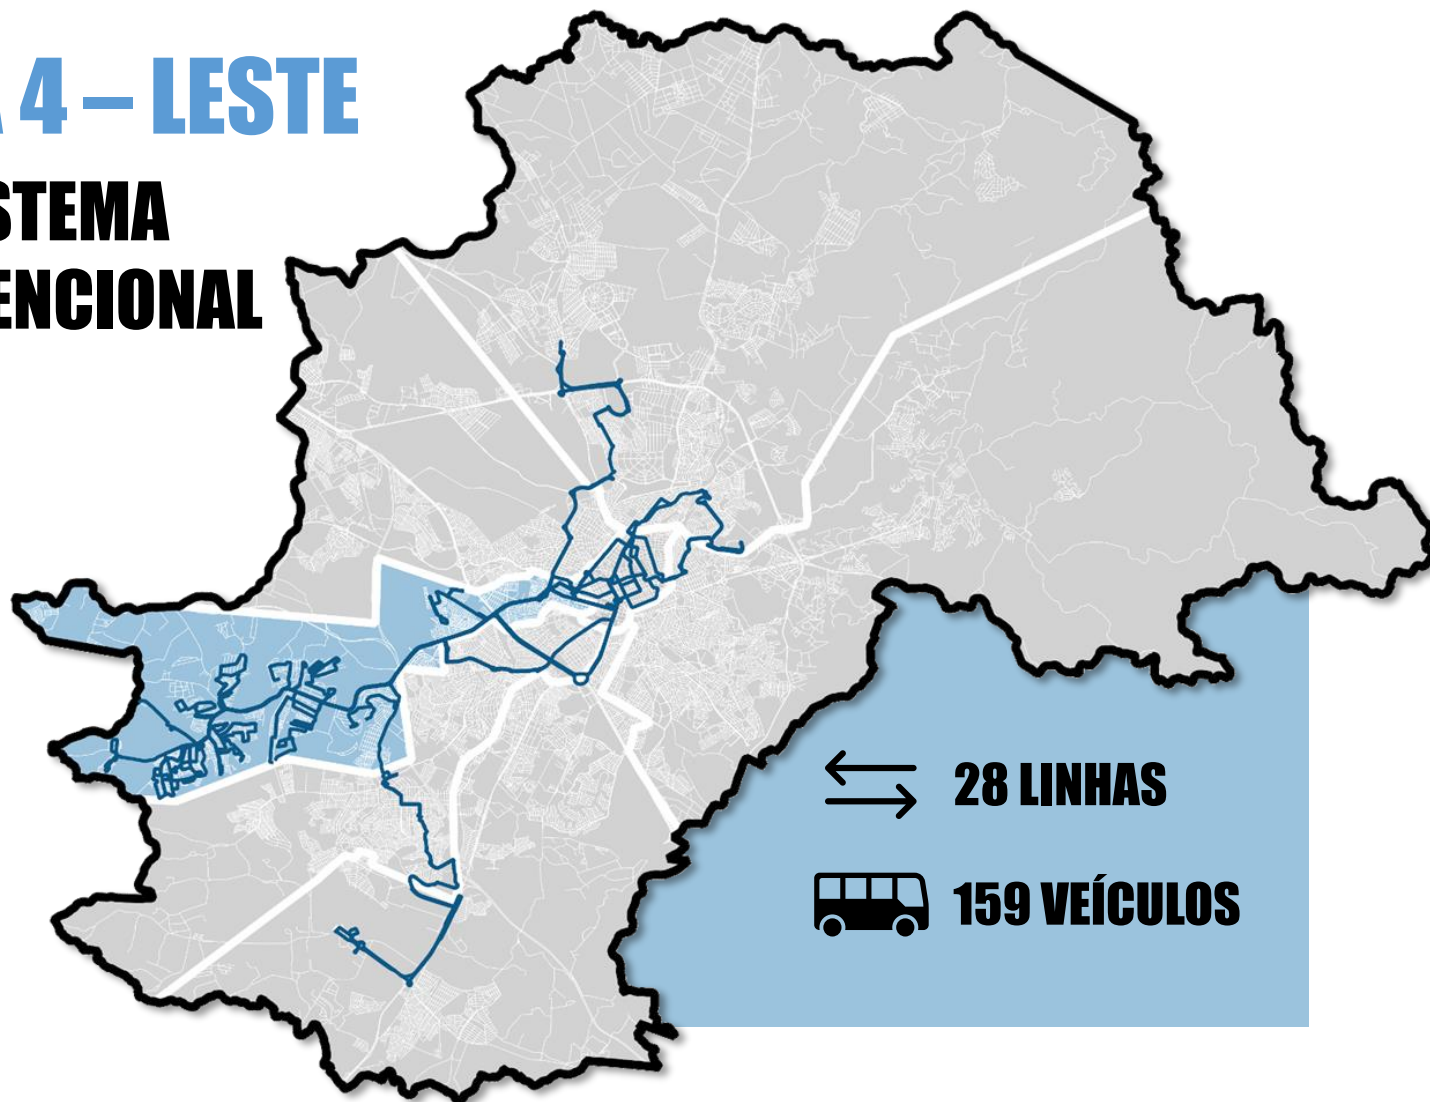 A 4 – LESTE
STEMA
ENCIONAL
28 LINHAS
159 VEÍCULOS